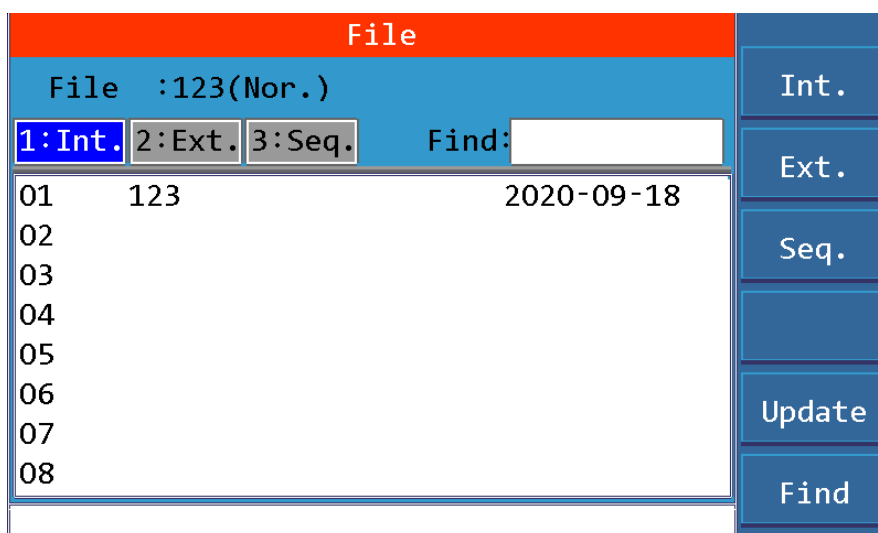 File
File :123(Nor.)
1:Int. 2:Ext. 3:Seq. Find:
01 123 2020-09-18
02
03
04
05
06
07
08
Int.
Ext.
Seq.
Update
Find